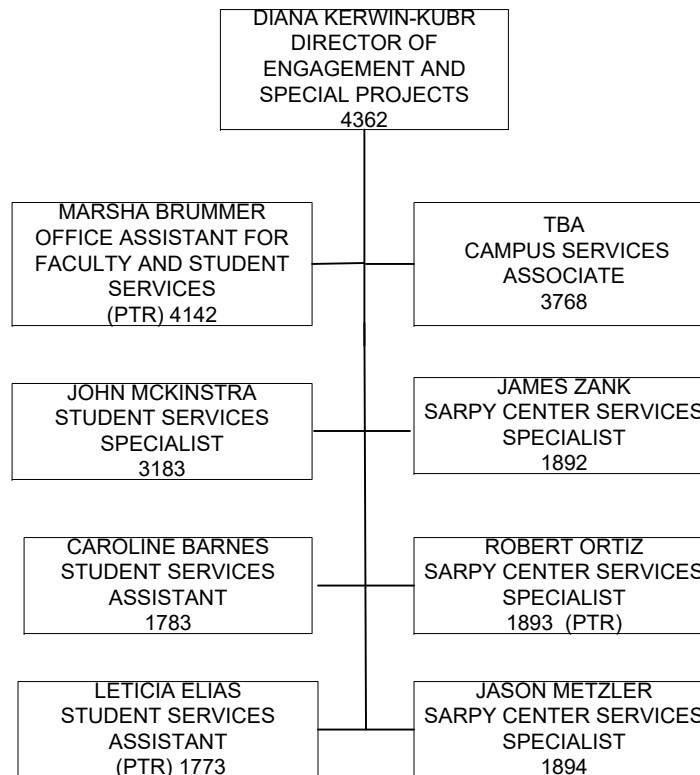 DIANA KERWIN-KUBR
DIRECTOR OF
ENGAGEMENT AND
SPECIAL PROJECTS
4362
MARSHA BRUMMER
OFFICE ASSISTANT FOR
FACULTY AND STUDENT
SERVICES
(PTR) 4142
TBA
CAMPUS SERVICES
ASSOCIATE
3768
JOHN MCKINSTRA
STUDENT SERVICES
SPECIALIST
3183
JAMES ZANK
SARPY CENTER SERVICES
SPECIALIST
1892
CAROLINE BARNES
STUDENT SERVICES
ASSISTANT
1783
ROBERT ORTIZ
SARPY CENTER SERVICES
SPECIALIST
1893 (PTR)
LETICIA ELIAS
STUDENT SERVICES
ASSISTANT
(PTR) 1773
JASON METZLER
SARPY CENTER SERVICES
SPECIALIST
1894